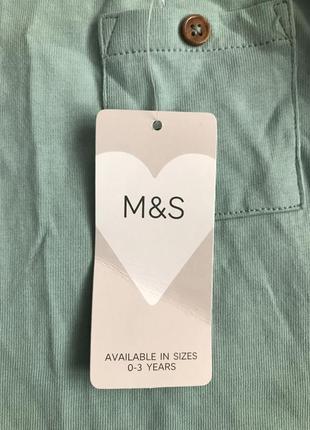 M&S
AVAILABLE IN SIZES
0-3 YEARS